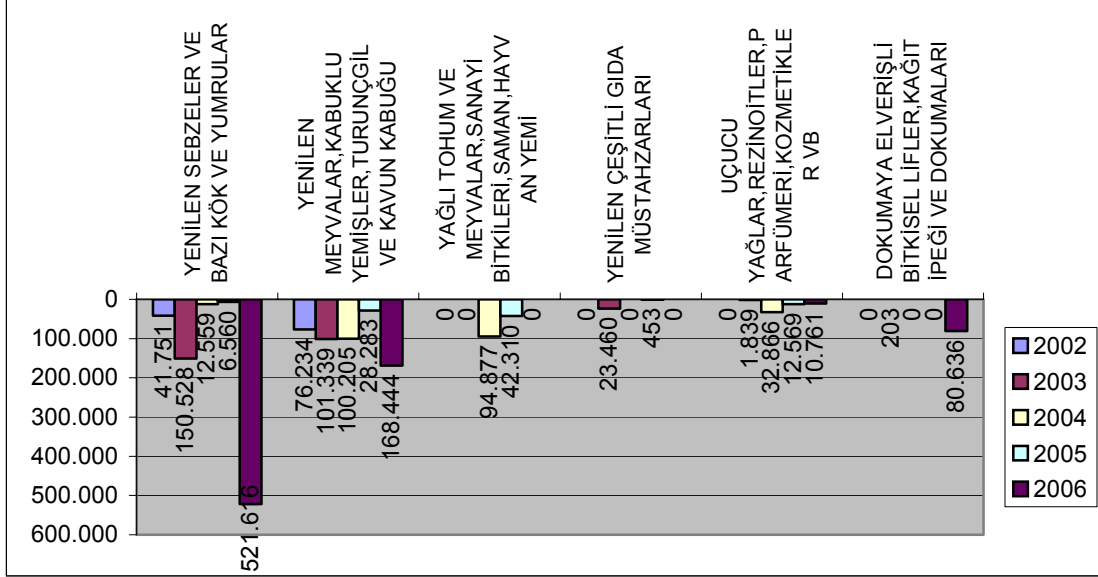 YENİLEN SEBZELER VE
BAZI KÖK VE YUMRULAR
YENİLEN
MEYVALAR,KABUKLU
YEMİŞLER,TURUNÇGİL
VE KAVUN KABUĞU
YAĞLI TOHUM VE
MEYVALAR,SANAYİ
BİTKİLERİ,SAMAN,HAYV
AN YEMİ
YENİLEN ÇEŞİTLİ GIDA
MÜSTAHZARLARI
UÇUCU
YAĞLAR,REZİNOİTLER,P
ARFÜMERİ,KOZMETİKLE
R VB
DOKUMAYA ELVERİŞLİ
BİTKİSEL LİFLER,KAĞIT
İPEĞİ VE DOKUMALARI
0
100.000
200.000
300.000
400.000
500.000
600.000
41.751
150.528
12.559
6.560
521.616
76.234
101.339
100.205
28.283
168.444
0
0
94.877
42.310
0
0
23.460
0
453
0
0
1.839
32.866
12.569
10.761
0
203
0
0
80.636
2002
2003
2004
2005
2006